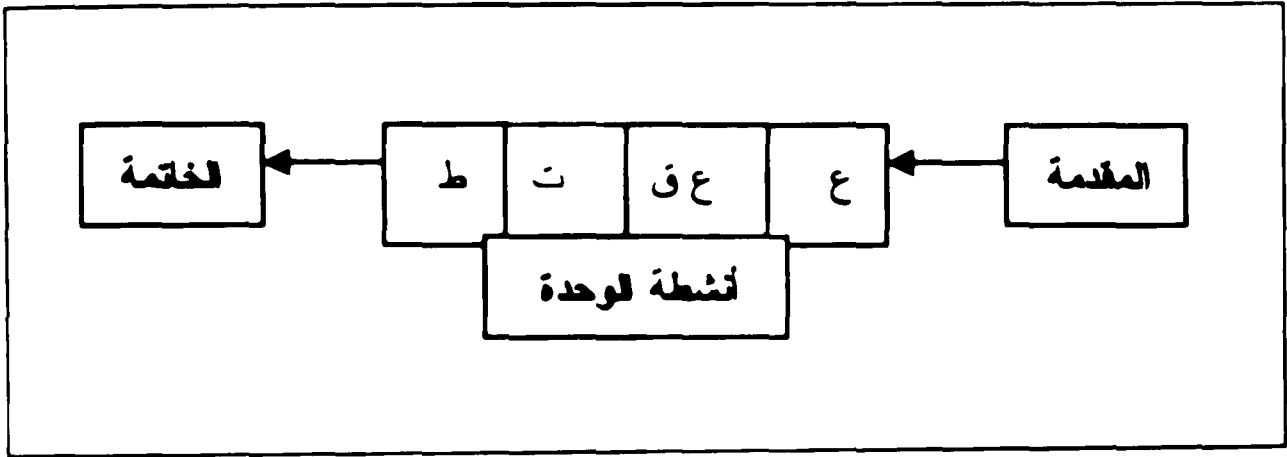 المقدمة
ع
ع ق
ت
ط
الخاتمة
أنشطة الوحدة